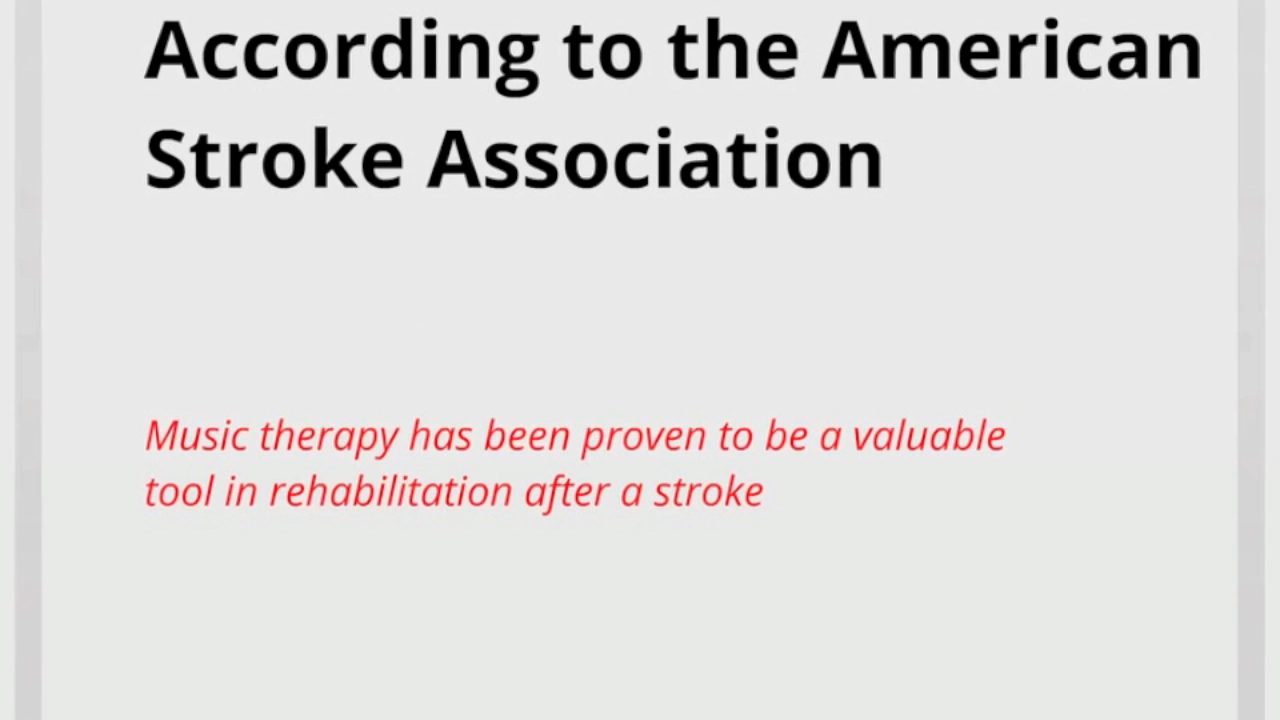 According to the American
Stroke Association
Music therapy has been proven to be a valuable
tool in rehabilitation after a stroke